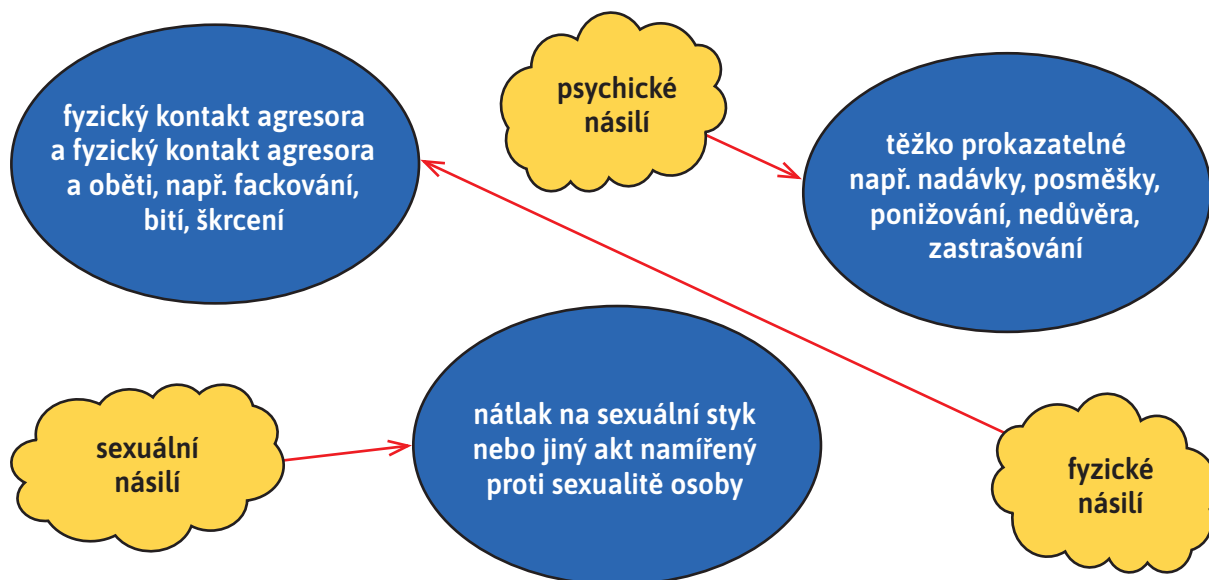 fyzický kontakt agresora
a fyzický kontakt agresora
a oběti, např. fackování,
bití, škrcení
psychické
násilí
těžko prokazatelné
např. nadávky, posměšky,
ponižování, nedůvěra,
zastrašování
sexuální
násilí
nátlak na sexuální styk
nebo jiný akt namířený
proti sexualitě osoby
fyzické
násilí